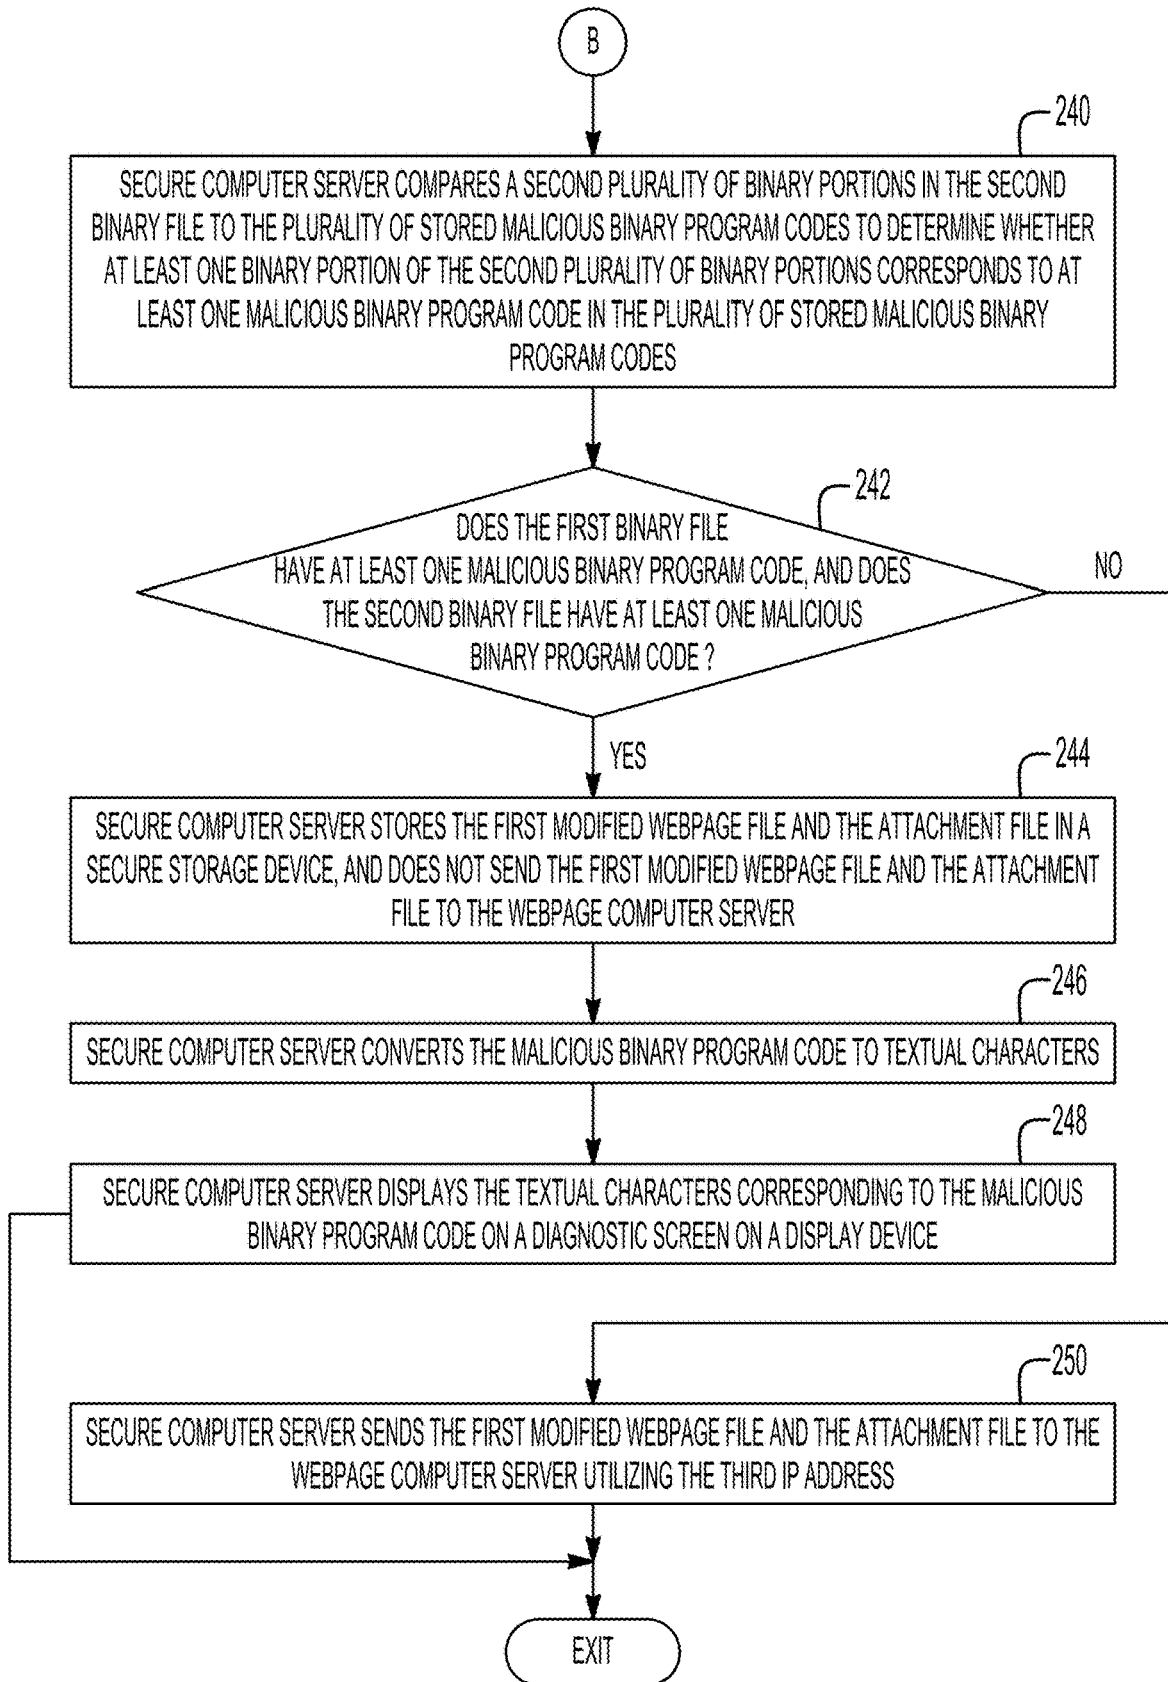 B
240
SECURE COMPUTER SERVER COMPARES A SECOND PLURALITY OF BINARY PORTIONS IN THE SECOND
BINARY FILE TO THE PLURALITY OF STORED MALICIOUS BINARY PROGRAM CODES TO DETERMINE WHETHER
AT LEAST ONE BINARY PORTION OF THE SECOND PLURALITY OF BINARY PORTIONS CORRESPONDS TO AT
LEAST ONE MALICIOUS BINARY PROGRAM CODE IN THE PLURALITY OF STORED MALICIOUS BINARY
PROGRAM CODES
242
DOES THE FIRST BINARY FILE
HAVE AT LEAST ONE MALICIOUS BINARY PROGRAM CODE, AND DOES
THE SECOND BINARY FILE HAVE AT LEAST ONE MALICIOUS
BINARY PROGRAM CODE ?
NO
YES
244
SECURE COMPUTER SERVER STORES THE FIRST MODIFIED WEBPAGE FILE AND THE ATTACHMENT FILE IN A
SECURE STORAGE DEVICE, AND DOES NOT SEND THE FIRST MODIFIED WEBPAGE FILE AND THE ATTACHMENT
FILE TO THE WEBPAGE COMPUTER SERVER
246
SECURE COMPUTER SERVER CONVERTS THE MALICIOUS BINARY PROGRAM CODE TO TEXTUAL CHARACTERS
248
SECURE COMPUTER SERVER DISPLAYS THE TEXTUAL CHARACTERS CORRESPONDING TO THE MALICIOUS
BINARY PROGRAM CODE ON A DIAGNOSTIC SCREEN ON A DISPLAY DEVICE
250
SECURE COMPUTER SERVER SENDS THE FIRST MODIFIED WEBPAGE FILE AND THE ATTACHMENT FILE TO THE
WEBPAGE COMPUTER SERVER UTILIZING THE THIRD IP ADDRESS
EXIT